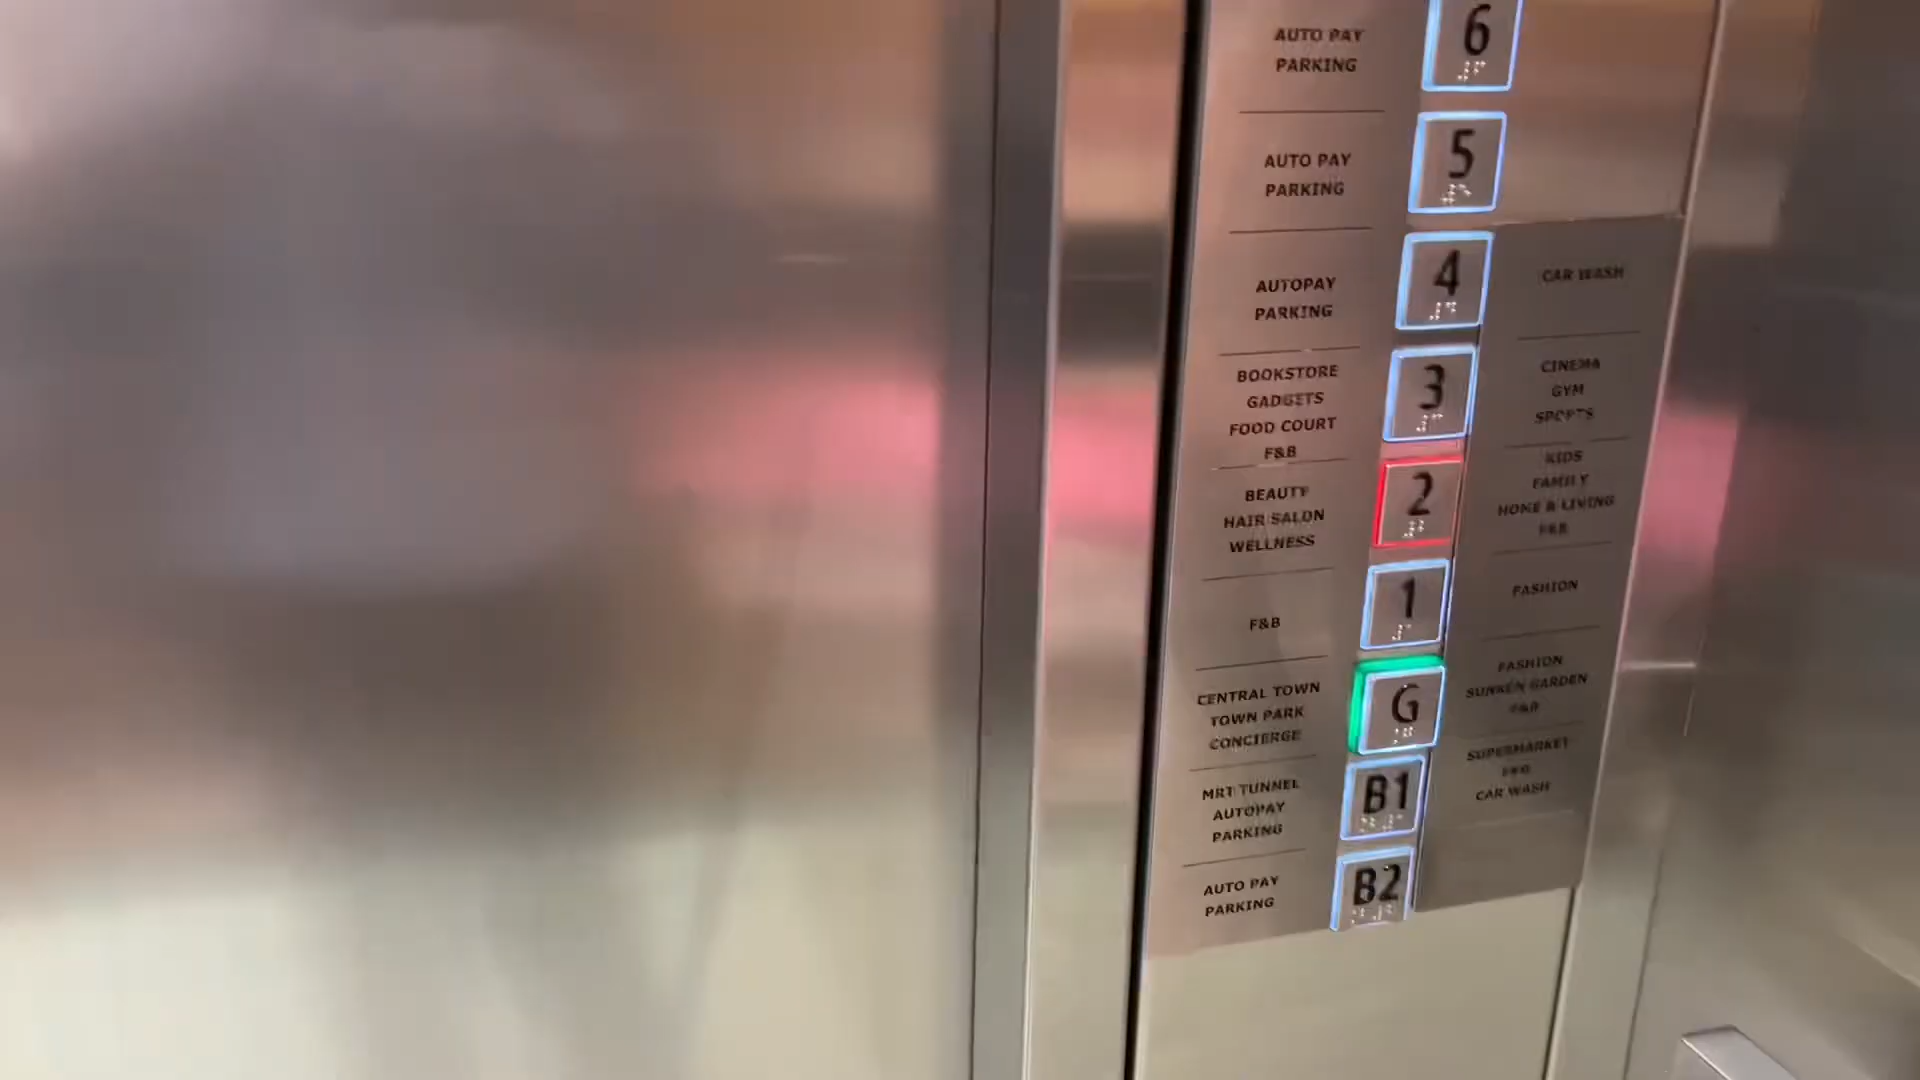 AUTO PAY
PARKING
6
AUTO PAY
PARKING
5
AUTOPAY
PARKING
4
CAR WASH
BOOKSTORE
GADGETS
FOOD COURT
F&B
3
CINEMA
GYM
SPORTS
BEAUTY
HAIR SALON
WELLNESS
2
KIDS
FAMILY
HOME & LIVING
F&B
F&B
1
FASHION
CENTRAL TOWN
TOWN PARK
CONCIERGE
G
FASHION
SUNKEN GARDEN
F&B
MRT TUNNEL
AUTOPAY
PARKING
B1
SUPERMARKET
CAR WASH
AUTO PAY
PARKING
B2